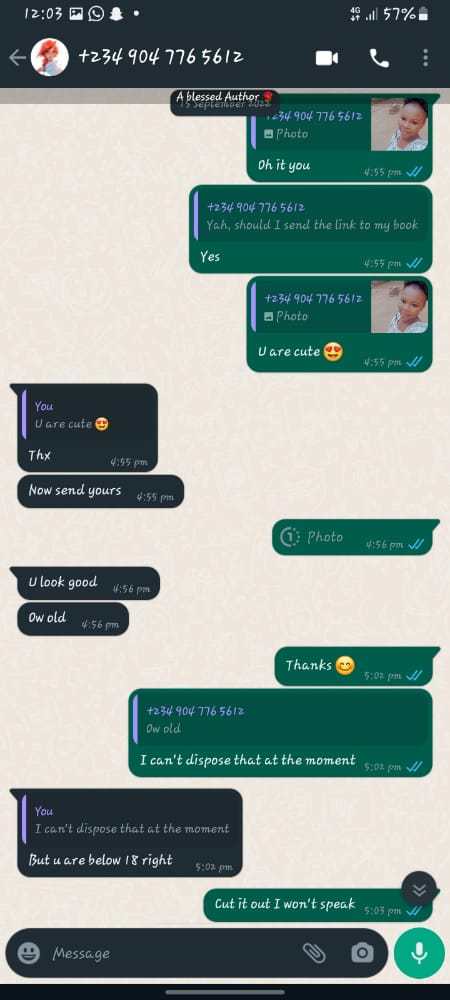 12:03
4G
57%
+234 904 776 5612
A blessed Author 🌹
15 September 2022
+234 904 776 5612
Photo
Oh it you
4:55 pm
+234 904 776 5612
Yah, should I send the link to my book
Yes
4:55 pm
+234 904 776 5612
Photo
U are cute 😍
4:55 pm
You
U are cute 😍
Thx
4:55 pm
Now send yours 4:55 pm
Photo 4:56 pm
U look good 4:56 pm
Ow old 4:56 pm
Thanks 😊 5:02 pm
+234 904 776 5612
Ow old
I can't dispose that at the moment 5:02 pm
You
I can't dispose that at the moment
But u are below 18 right 5:02 pm
Cut it out I won't speak 5:03 pm
Message